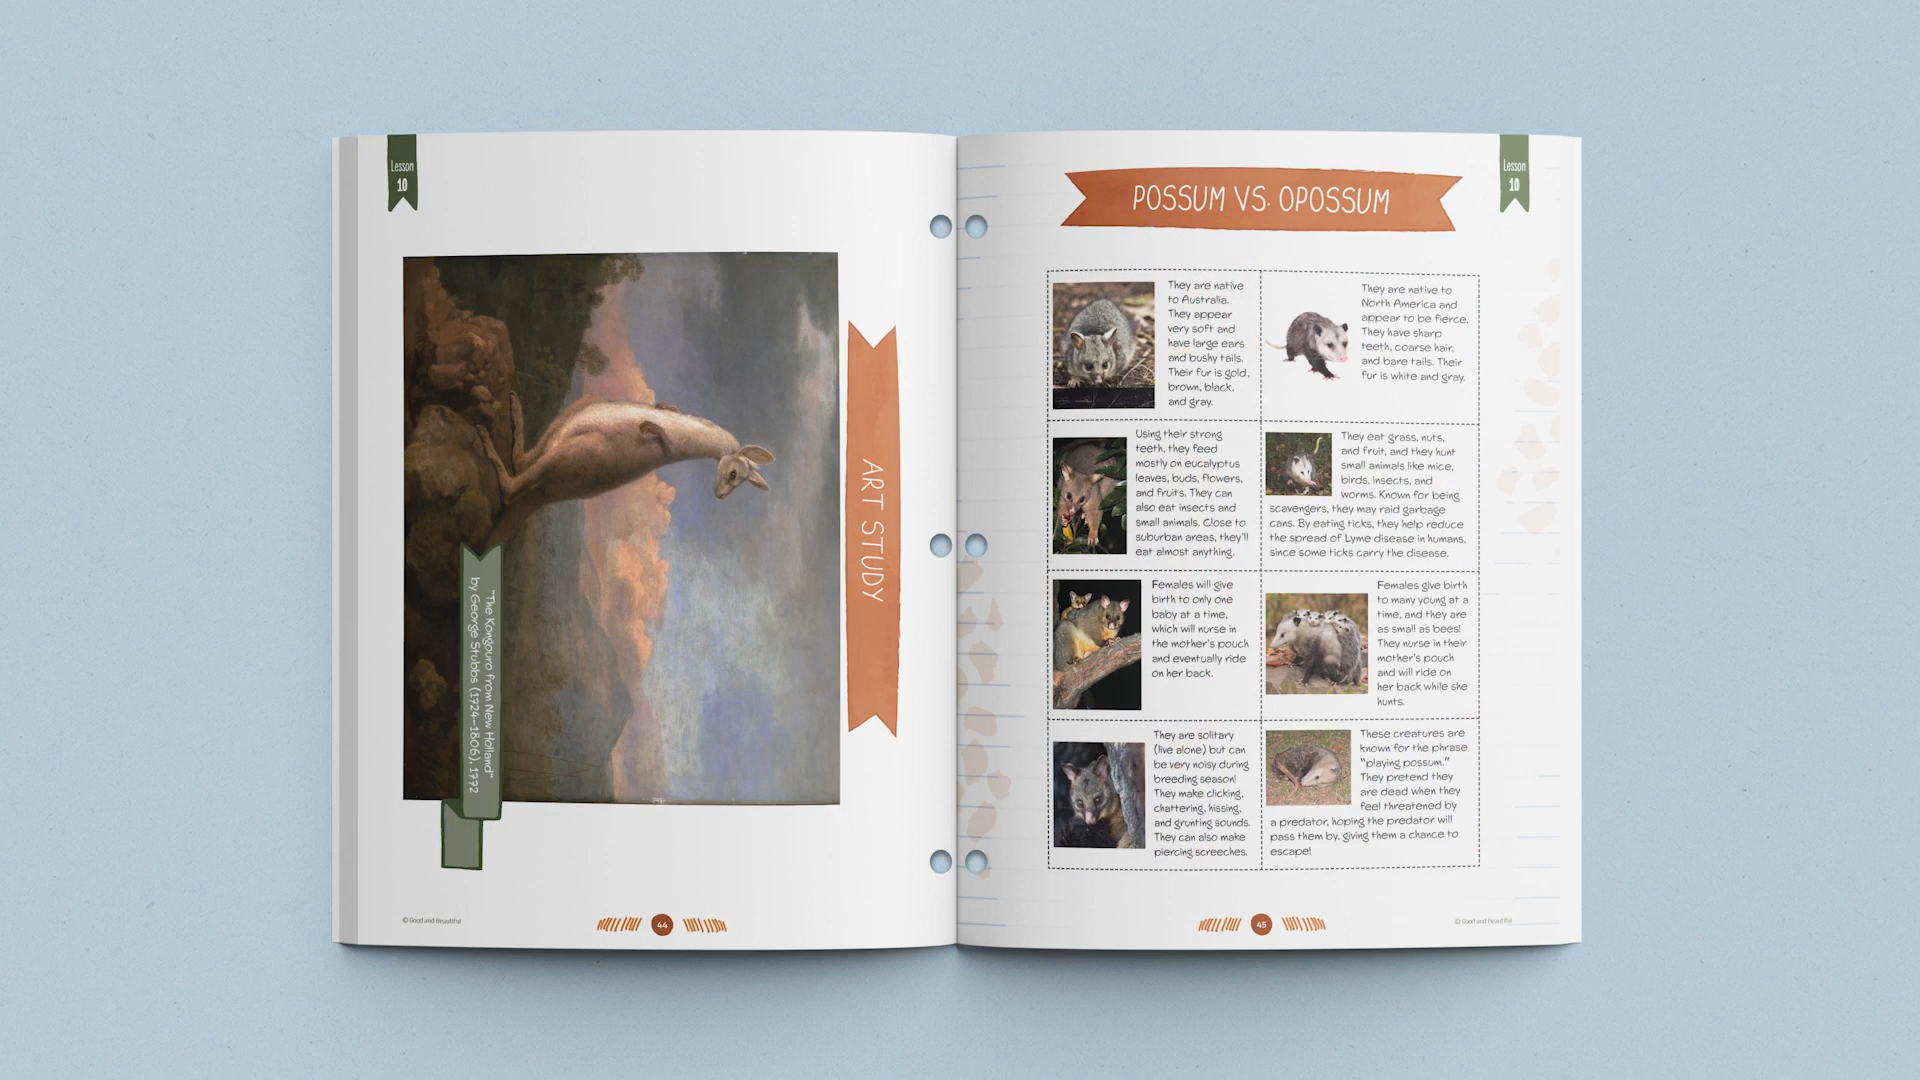 Lesson
10
ART STUDY
"The Kongouro from New Holland"
by George Stubbs (1724–1806), 1772
© Good and Beautiful
44
Lesson
10
POSSUM VS. OPOSSUM
They are native
to Australia.
They appear
very soft and
have large ears
and bushy tails.
Their fur is gold,
brown, black,
and gray.
They are native to
North America and
appear to be fierce.
They have sharp
teeth, coarse hair,
and bare tails. Their
fur is white and gray.
Using their strong
teeth, they feed
mostly on eucalyptus
leaves, buds, flowers,
and fruits. They can
also eat insects and
small animals. Close to
suburban areas, they'll
eat almost anything.
They eat grass, nuts,
and fruit, and they hunt
small animals like mice,
birds, insects, and
worms. Known for being
scavengers, they may raid garbage
cans. By eating ticks, they help reduce
the spread of Lyme disease in humans,
since some ticks carry the disease.
Females will give
birth to only one
baby at a time,
which will nurse in
the mother's pouch
and eventually ride
on her back.
Females give birth
to many young at a
time, and they are
as small as bees!
They nurse in their
mother's pouch
and will ride on
her back while she
hunts.
They are solitary
(live alone) but can
be very noisy during
breeding season!
They make clicking,
chattering, hissing,
and grunting sounds.
They can also make
piercing screeches.
These creatures are
known for the phrase
"playing possum."
They pretend they
are dead when they
feel threatened by
a predator, hoping the predator will
pass them by, giving them a chance to
escape!
45
© Good and Beautiful